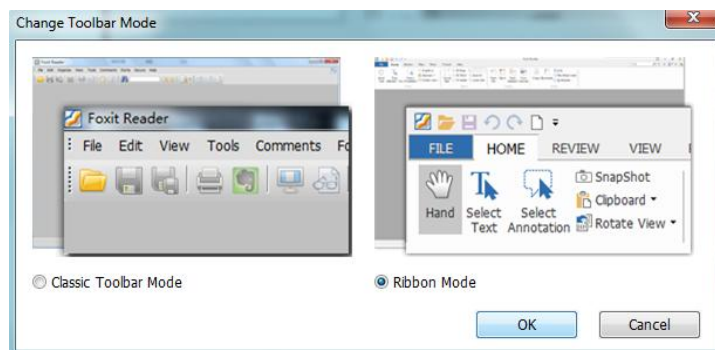 Change Toolbar Mode
Foxit Reader
File Edit View Tools Comments Fo
FILE HOME REVIEW VIEW
Hand
Select Text
Select Annotation
SnapShot
Clipboard
Rotate View
Classic Toolbar Mode
Ribbon Mode
OK Cancel